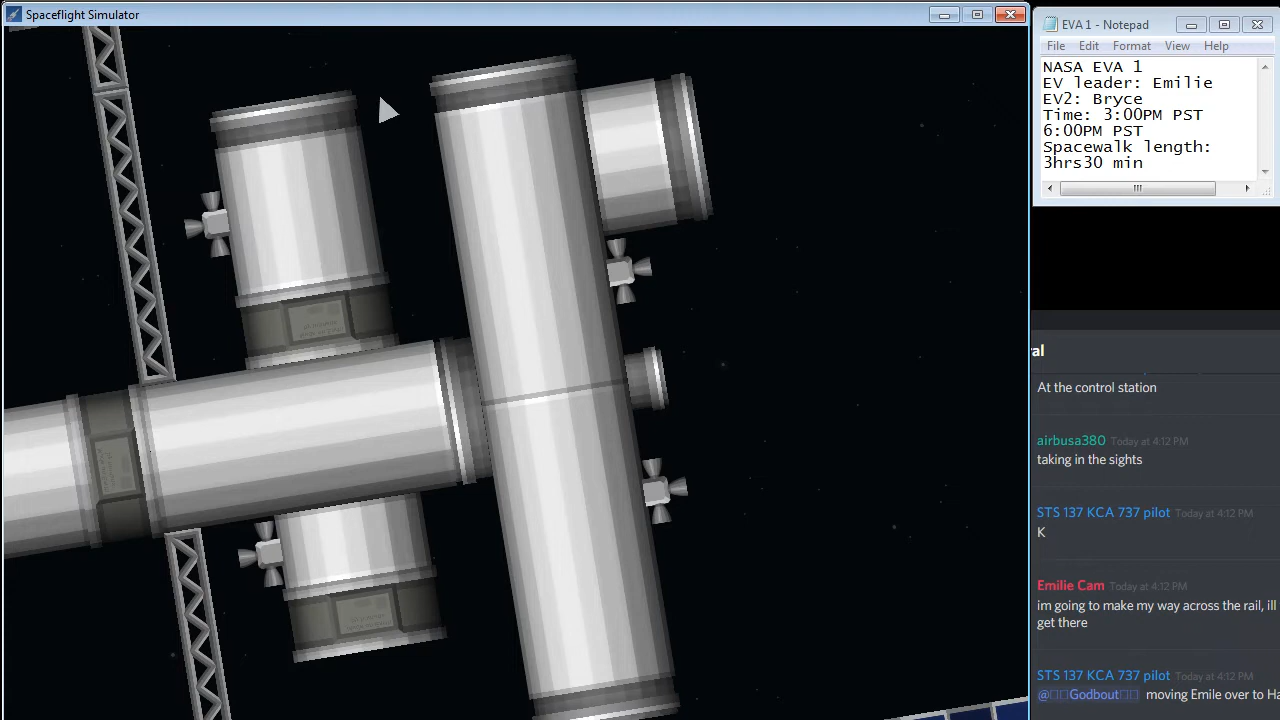 Spaceflight Simulator
EVA 1 - Notepad
File Edit Format View Help
NASA EVA 1
EV leader: Emilie
EV2: Bryce
Time: 3:00PM PST
6:00PM PST
Spacewalk length:
3hrs30 min
al
At the control station
airbusa380 Today at 4:12 PM
taking in the sights
STS 137 KCA 737 pilot Today at 4:12 PM
K
Emilie Cam Today at 4:12 PM
im going to make my way across the rail, ill
get there
STS 137 KCA 737 pilot Today at 4:12 PM
@□□Godbout□□ moving Emile over to Ha